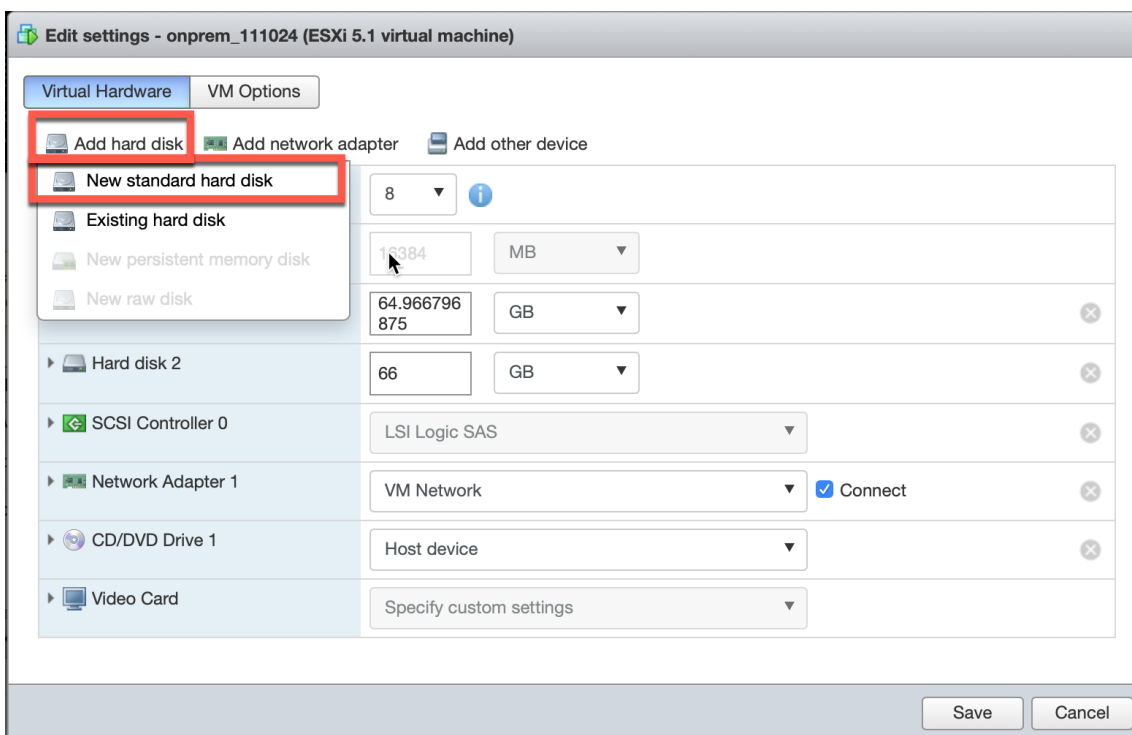 Edit settings - onprem_111024 (ESXi 5.1 virtual machine)
Virtual Hardware VM Options
Add hard disk Add network adapter Add other device
New standard hard disk
8
Existing hard disk
16384 MB
New persistent memory disk
New raw disk
64.966796
875
GB
Hard disk 2
66 GB
SCSI Controller 0
LSI Logic SAS
Network Adapter 1
VM Network Connect
CD/DVD Drive 1
Host device
Video Card
Specify custom settings
Save Cancel